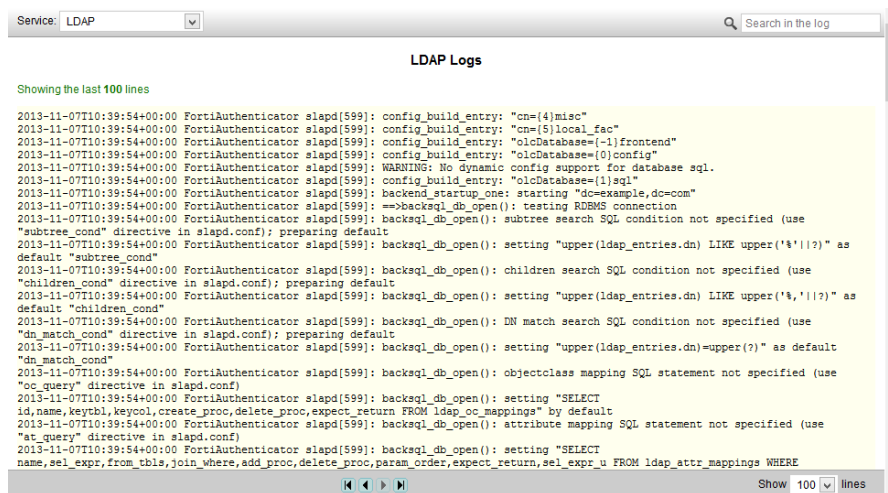 Service: LDAP
Search in the log
LDAP Logs
Showing the last 100 lines
2013-11-07T10:39:54+00:00 FortiAuthenticator slapd[599]: config_build_entry: "cn={4}misc"
2013-11-07T10:39:54+00:00 FortiAuthenticator slapd[599]: config_build_entry: "cn={5}local_fac"
2013-11-07T10:39:54+00:00 FortiAuthenticator slapd[599]: config_build_entry: "olcDatabase={-1}frontend"
2013-11-07T10:39:54+00:00 FortiAuthenticator slapd[599]: config_build_entry: "olcDatabase={0}config"
2013-11-07T10:39:54+00:00 FortiAuthenticator slapd[599]: WARNING: No dynamic config support for database sql.
2013-11-07T10:39:54+00:00 FortiAuthenticator slapd[599]: config_build_entry: "olcDatabase={1}sql"
2013-11-07T10:39:54+00:00 FortiAuthenticator slapd[599]: backend_startup_one: starting "dc=example,dc=com"
2013-11-07T10:39:54+00:00 FortiAuthenticator slapd[599]: ==>backsql_db_open(): testing RDBMS connection
2013-11-07T10:39:54+00:00 FortiAuthenticator slapd[599]: backsql_db_open(): subtree search SQL condition not specified (use
"subtree_cond" directive in slapd.conf); preparing default
2013-11-07T10:39:54+00:00 FortiAuthenticator slapd[599]: backsql_db_open(): setting "upper(ldap_entries.dn) LIKE upper('%'||?)" as
default "subtree_cond"
2013-11-07T10:39:54+00:00 FortiAuthenticator slapd[599]: backsql_db_open(): children search SQL condition not specified (use
"children_cond" directive in slapd.conf); preparing default
2013-11-07T10:39:54+00:00 FortiAuthenticator slapd[599]: backsql_db_open(): setting "upper(ldap_entries.dn) LIKE upper('%,'||?)" as
default "children_cond"
2013-11-07T10:39:54+00:00 FortiAuthenticator slapd[599]: backsql_db_open(): DN match search SQL condition not specified (use
"dn_match_cond" directive in slapd.conf); preparing default
2013-11-07T10:39:54+00:00 FortiAuthenticator slapd[599]: backsql_db_open(): setting "upper(ldap_entries.dn)=upper(?)" as default
"dn_match_cond"
2013-11-07T10:39:54+00:00 FortiAuthenticator slapd[599]: backsql_db_open(): objectclass mapping SQL statement not specified (use
"oc_query" directive in slapd.conf)
2013-11-07T10:39:54+00:00 FortiAuthenticator slapd[599]: backsql_db_open(): setting "SELECT
id,name,keytbl,keycol,create_proc,delete_proc,expect_return FROM ldap_oc_mappings" by default
2013-11-07T10:39:54+00:00 FortiAuthenticator slapd[599]: backsql_db_open(): attribute mapping SQL statement not specified (use
"at_query" directive in slapd.conf)
2013-11-07T10:39:54+00:00 FortiAuthenticator slapd[599]: backsql_db_open(): setting "SELECT
name,sel_expr,from_tbls,join_where,add_proc,delete_proc,param_order,expect_return,sel_expr_u FROM ldap_attr_mappings WHERE
Show 100 lines